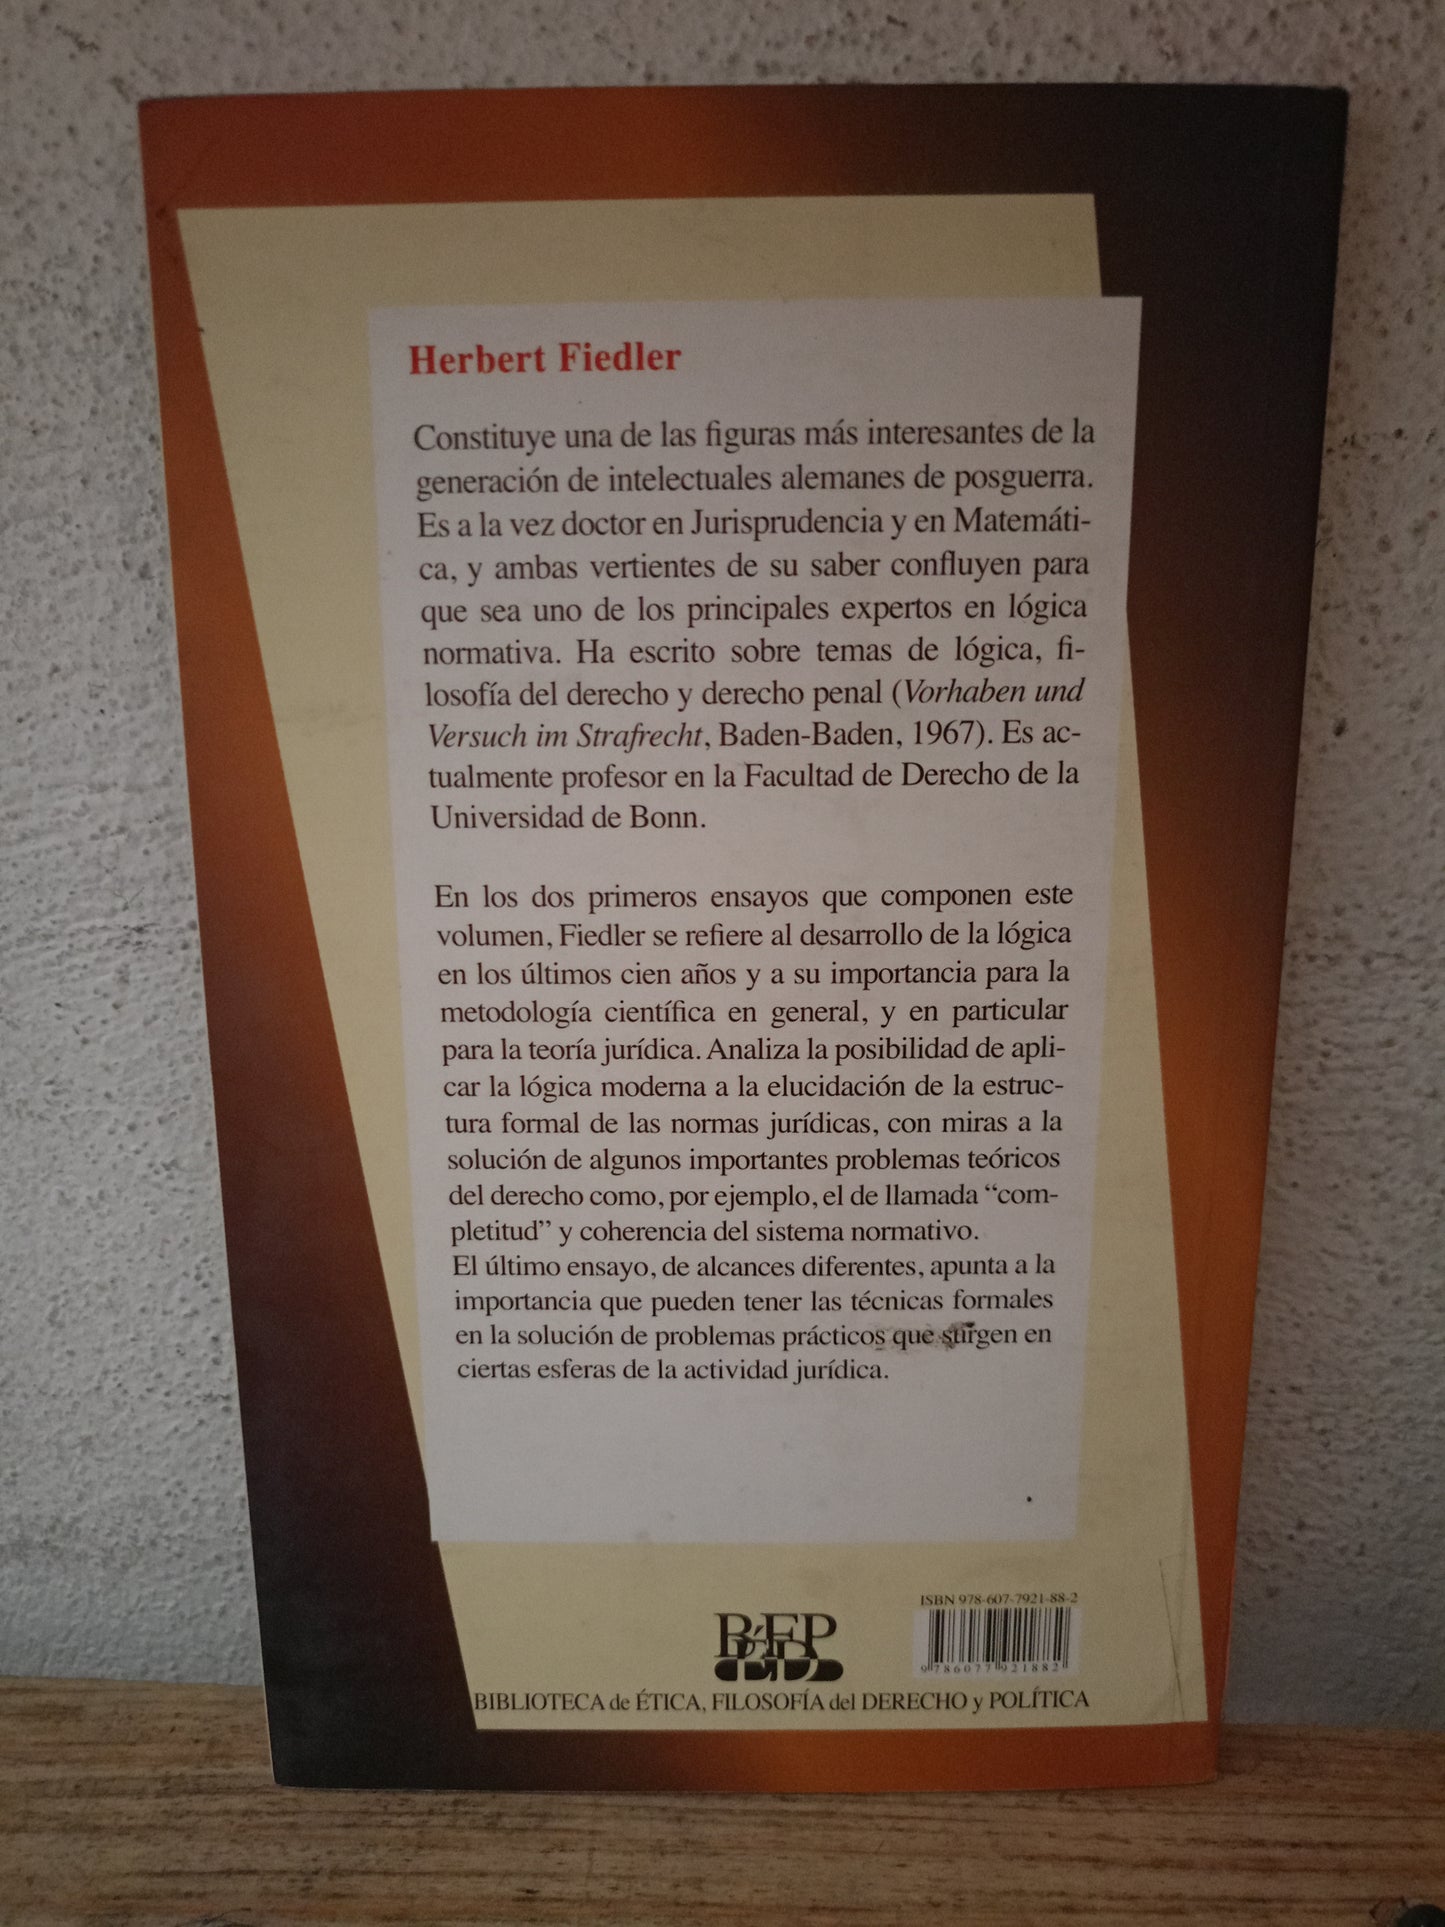 Herbert Fiedler
Constituye una de las figuras más interesantes de la
generación de intelectuales alemanes de posguerra.
Es a la vez doctor en Jurisprudencia y en Matemáti-
ca, y ambas vertientes de su saber confluyen para
que sea uno de los principales expertos en lógica
normativa. Ha escrito sobre temas de lógica, fi-
losofía del derecho y derecho penal (Vorhaben und
Versuch im Strafrecht, Baden-Baden, 1967). Es ac-
tualmente profesor en la Facultad de Derecho de la
Universidad de Bonn.
En los dos primeros ensayos que componen este
volumen, Fiedler se refiere al desarrollo de la lógica
en los últimos cien años y a su importancia para la
metodología científica en general, y en particular
para la teoría jurídica. Analiza la posibilidad de apli-
car la lógica moderna a la elucidación de la estruc-
tura formal de las normas jurídicas, con miras a la
solución de algunos importantes problemas teóricos
del derecho como, por ejemplo, el de llamada “com-
pletitud” y coherencia del sistema normativo.
El último ensayo, de alcances diferentes, apunta a la
importancia que pueden tener las técnicas formales
en la solución de problemas prácticos que surgen en
ciertas esferas de la actividad jurídica.
ISBN 978-607-7921-88-2
9 786077 921882
BIBLIOTECA de ÉTICA, FILOSOFÍA del DERECHO y POLÍTICA